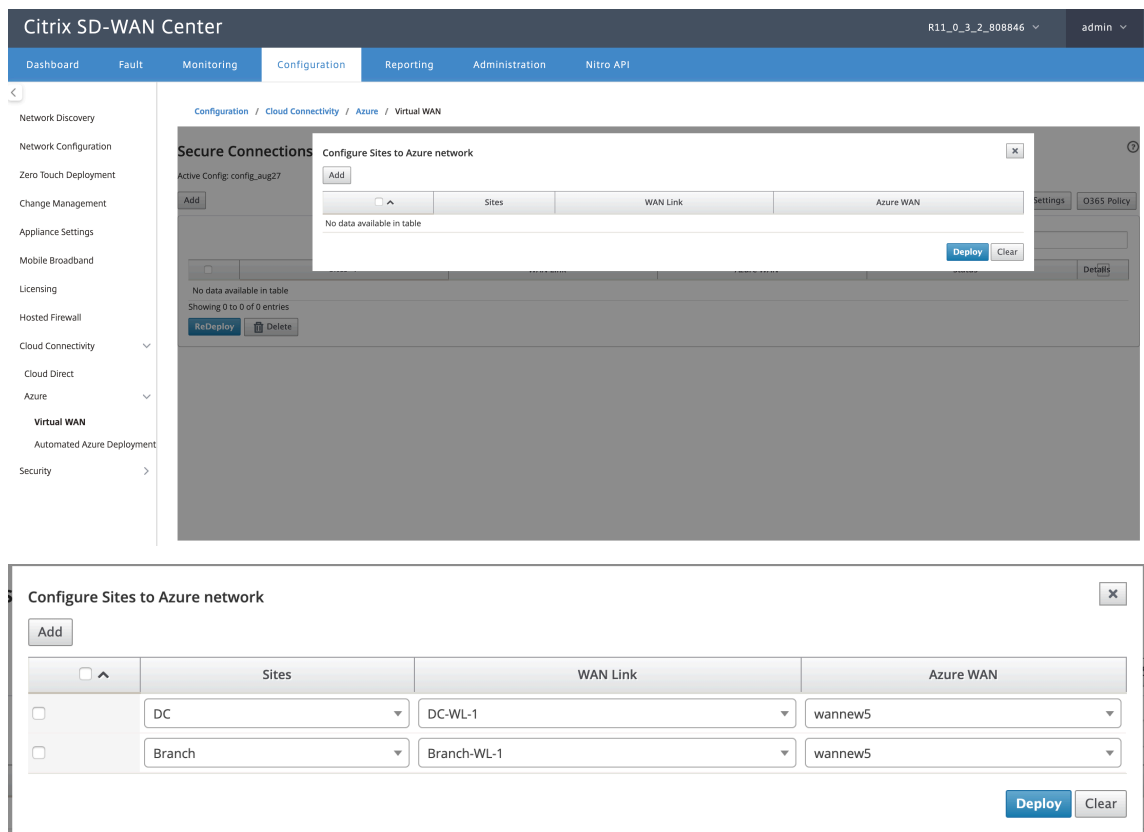 Citrix SD-WAN Center
R11_0_3_2_808846
admin
Dashboard Fault Monitoring Configuration Reporting Administration Nitro API
Configuration / Cloud Connectivity / Azure / Virtual WAN
Network Discovery
Network Configuration
Zero Touch Deployment
Change Management
Appliance Settings
Mobile Broadband
Licensing
Hosted Firewall
Cloud Connectivity
Cloud Direct
Azure
Virtual WAN
Automated Azure Deployment
Security
Secure Connections
Active Config: config_aug27
Add
Settings O365 Policy
Configure Sites to Azure network
Add
Sites WAN Link Azure WAN
No data available in table
Deploy Clear
Details
No data available in table
Showing 0 to 0 of 0 entries
ReDeploy Delete
Configure Sites to Azure network
Add
Sites WAN Link Azure WAN
DC DC-WL-1 wannew5
Branch Branch-WL-1 wannew5
Deploy Clear